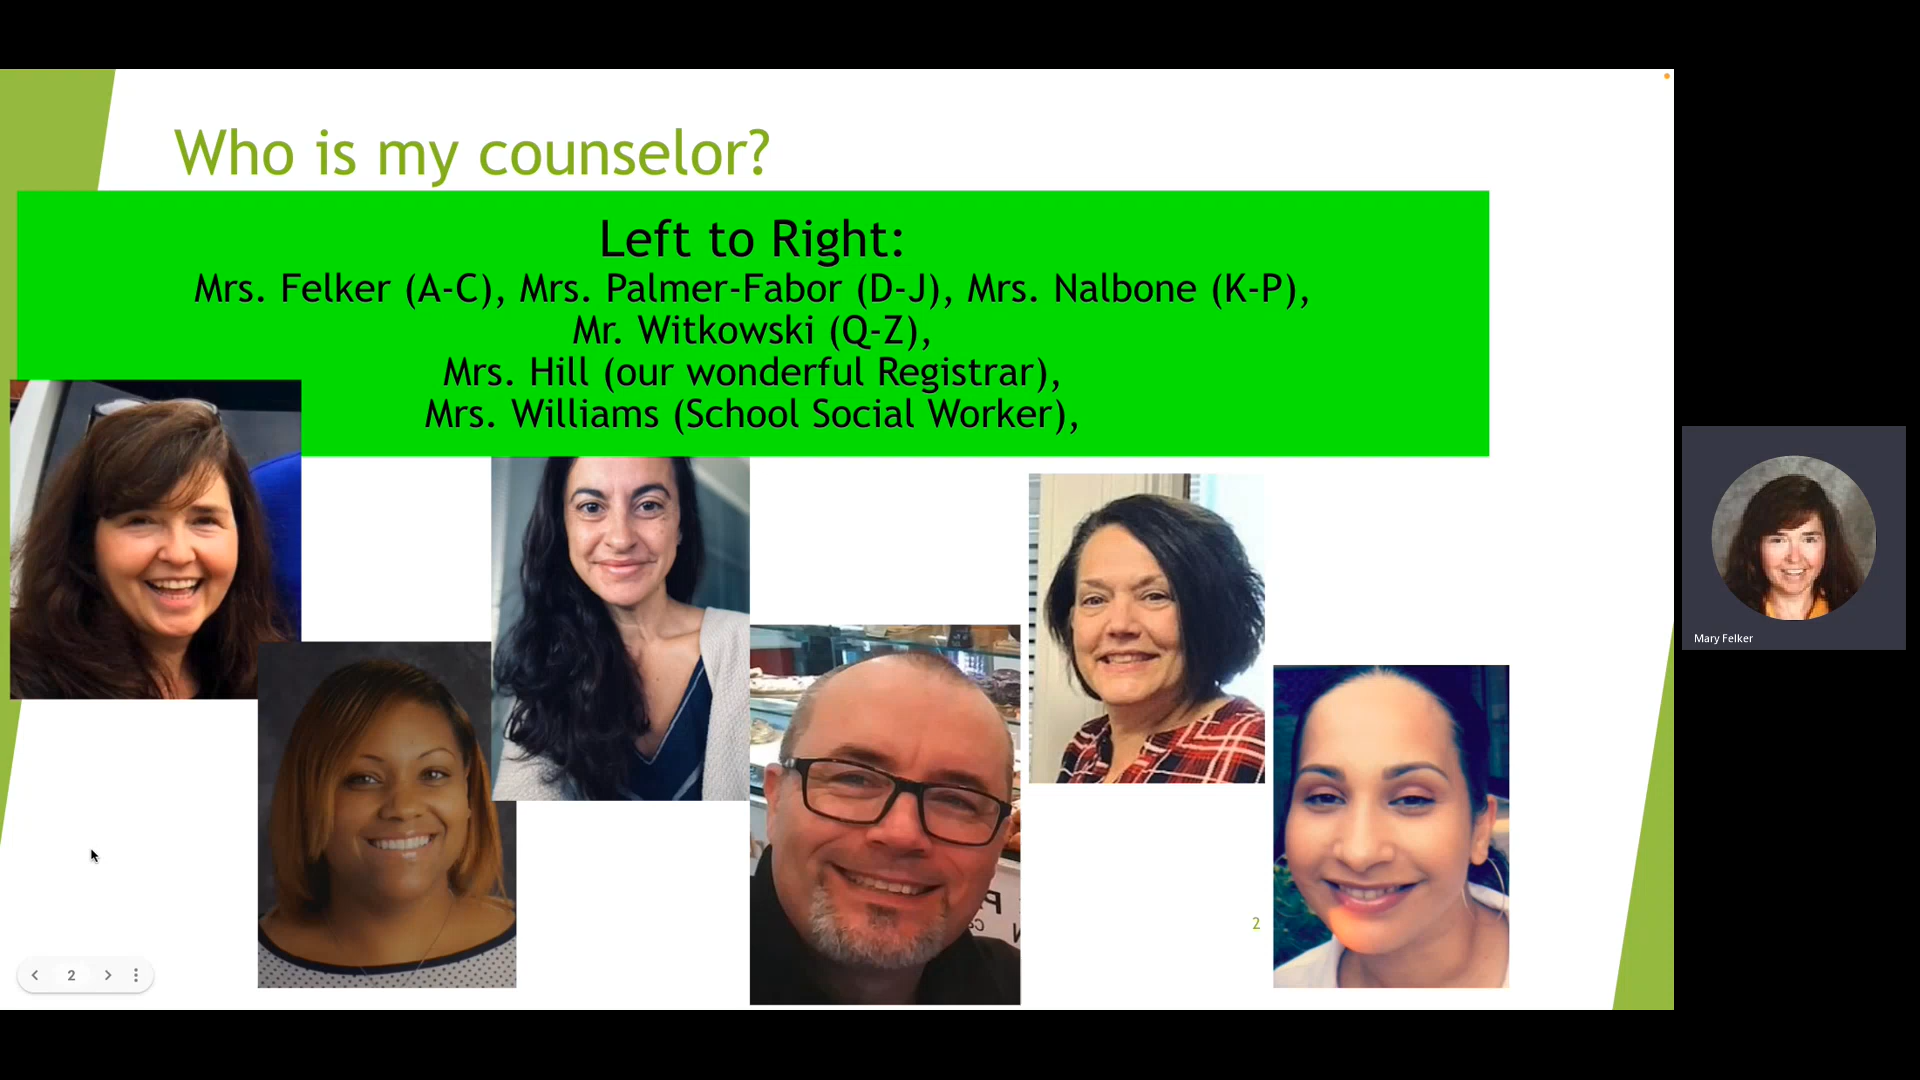 Who is my counselor?
Left to Right:
Mrs. Felker (A-C), Mrs. Palmer-Fabor (D-J), Mrs. Nalbone (K-P),
Mr. Witkowski (Q-Z),
Mrs. Hill (our wonderful Registrar),
Mrs. Williams (School Social Worker),
Mary Felker
2
2